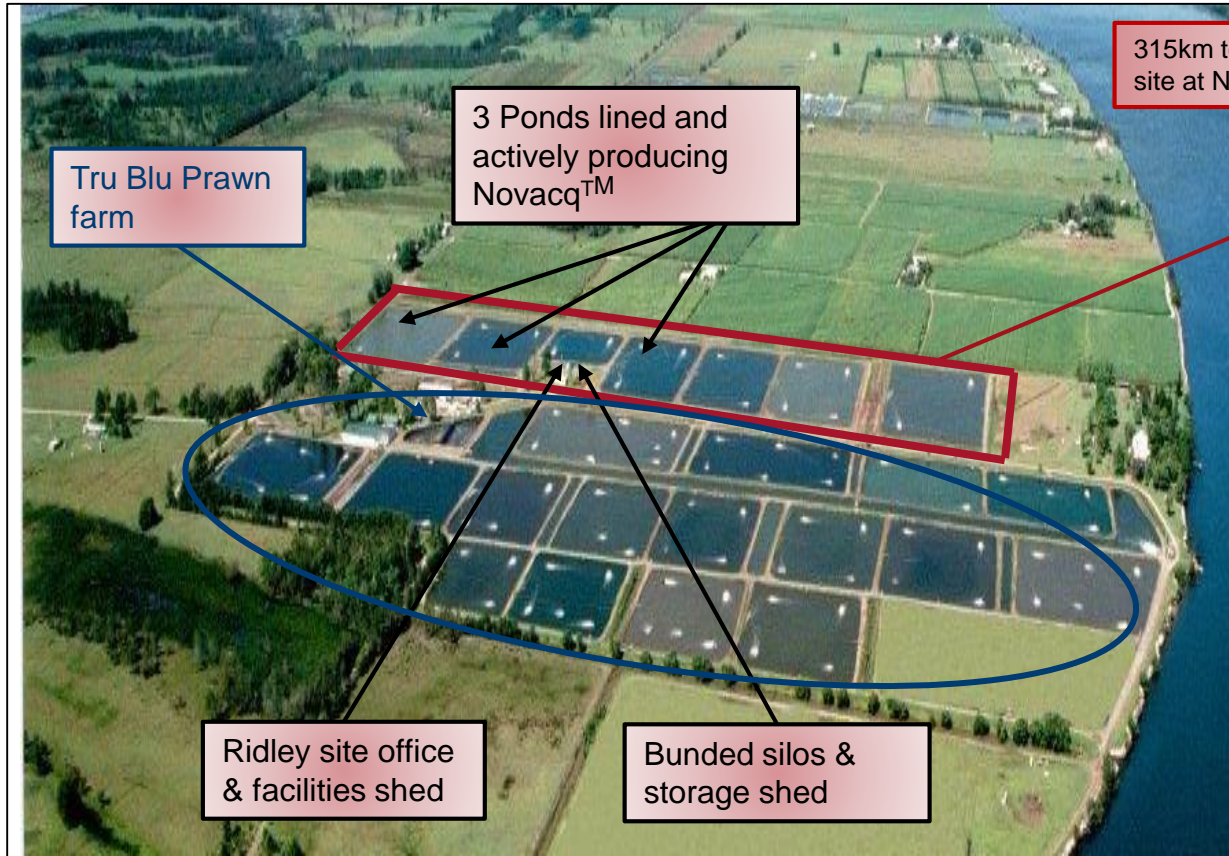 315km t
site at N
3 Ponds lined and
actively producing
Novacq™
Tru Blu Prawn
farm
Ridley site office
& facilities shed
Bunded silos &
storage shed